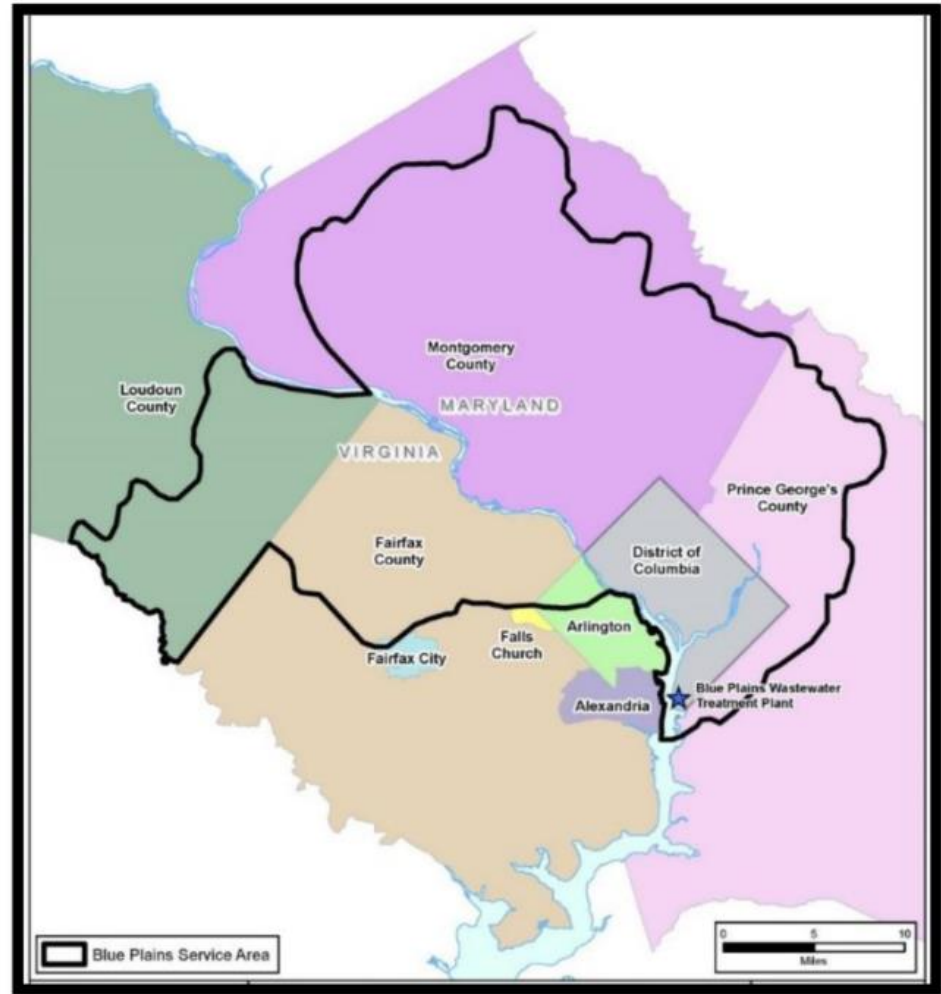 Montgomery
County
MARYLAND
Loudoun
County
VIRGINIA
Prince George's
County
Fairfax
County
District of
Columbia
Falls
Church
Arlington
Fairfax City
Alexandria
Blue Plains Wastewater
Treatment Plant
Blue Plains Service Area
0 5 10
Miles